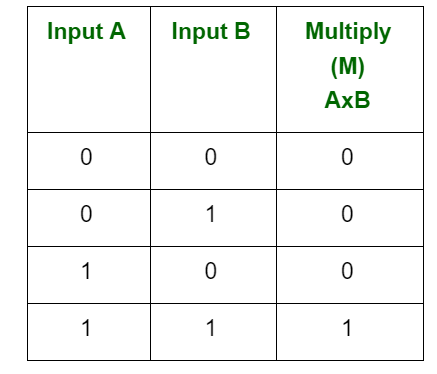 Input A Input B Multiply
(M)
AxB
0 0 0
0 1 0
1 0 0
1 1 1